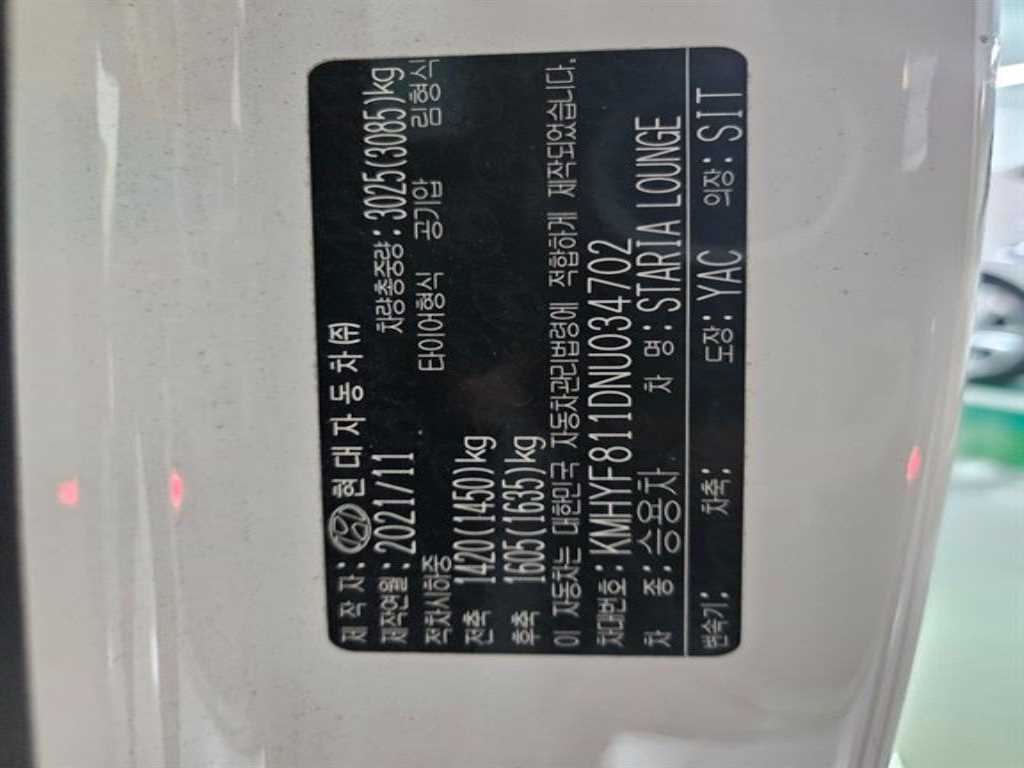 제 작 자: 현대자동차(주)
제작연월: 2021/11 차량총중량: 3025(3085)kg
적차시하중 타이어형식 공기압 림형식
전축 1420(1450)kg
후축 1605(1635)kg
이 자동차는 대한민국 자동차관리법령에 적합하게 제작되었습니다.
차대번호: KMHYF811DNU034702
차 종: 승용차 차 명: STARIA LOUNGE
변속기: 차축: 도장: YAC 의장: SIT